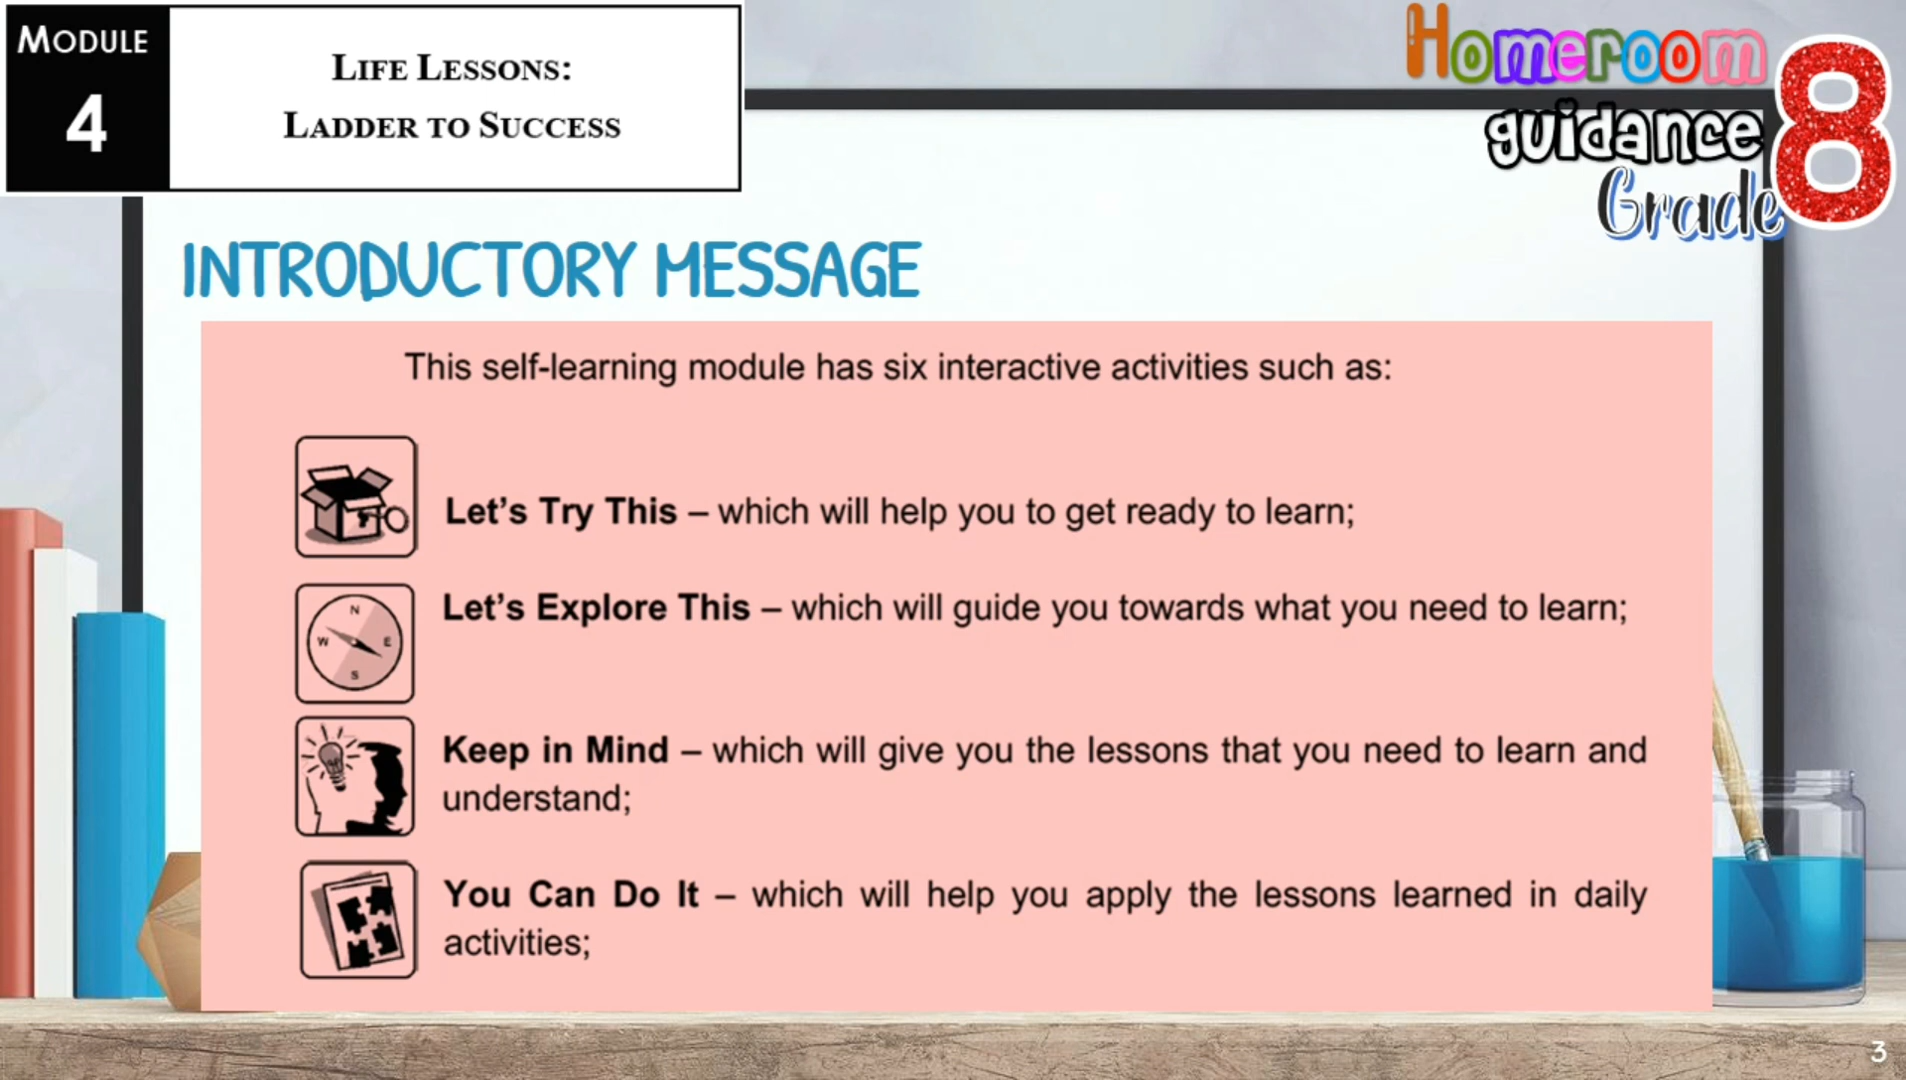 MODULE
4
LIFE LESSONS:
LADDER TO SUCCESS
Homeroom
guidance
Grade 8
INTRODUCTORY MESSAGE
This self-learning module has six interactive activities such as:
Let's Try This – which will help you to get ready to learn;
N
W E
S
Let's Explore This – which will guide you towards what you need to learn;
Keep in Mind – which will give you the lessons that you need to learn and
understand;
You Can Do It – which will help you apply the lessons learned in daily
activities;
3